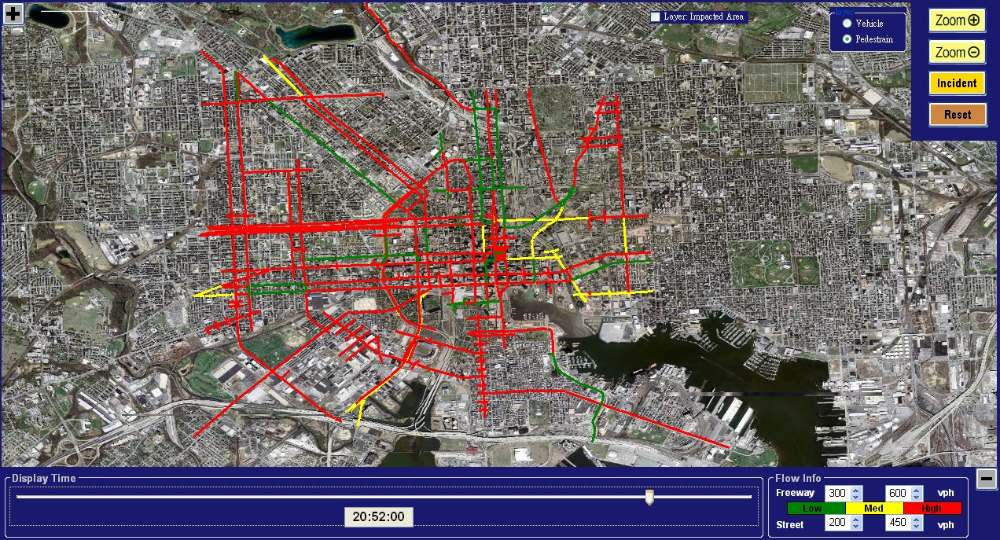 Layer: Impacted Area
layer
Vehicle
Pedestrain
Zoom
Zoom
Incident
Reset
Display Time
20:52:00
Flow Info
Freeway 300 600 vph
Low Med High
Street 200 450 vph